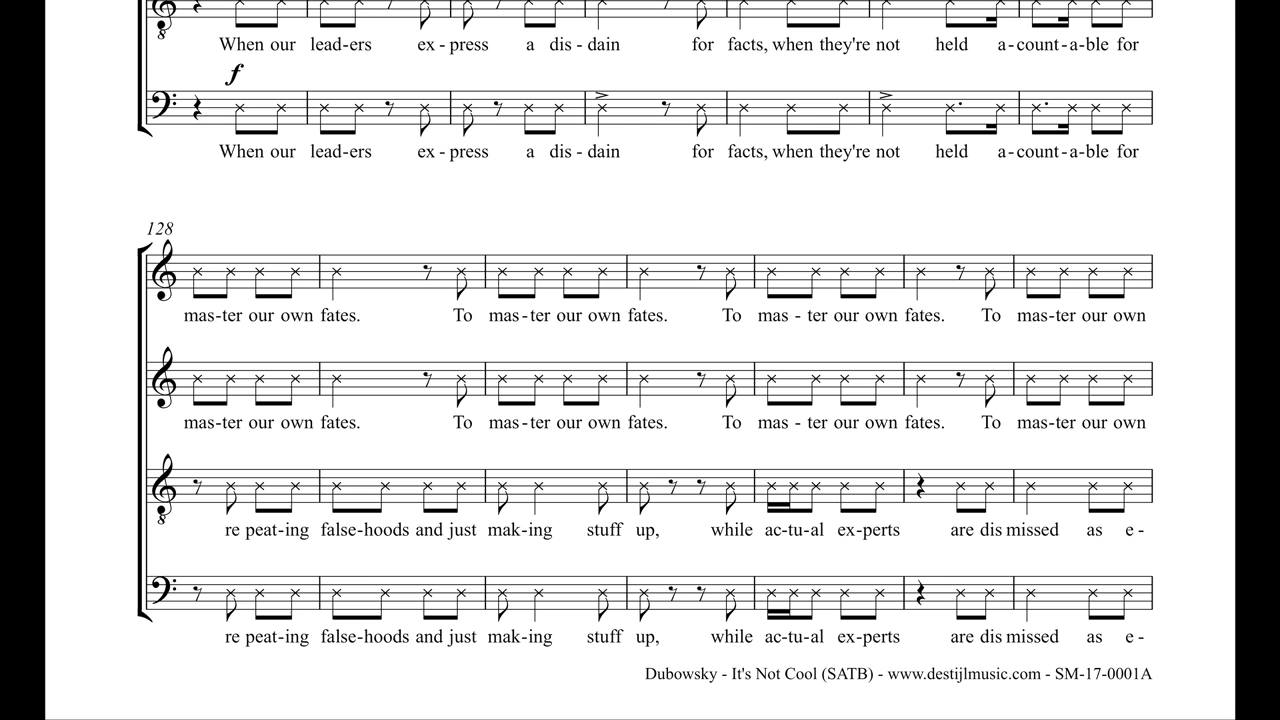 When our lead-ers ex - press a dis - dain for facts, when they're not held a - count - a - ble for
f
When our lead-ers ex - press a dis - dain for facts, when they're not held a - count - a - ble for
128
mas-ter our own fates. To mas - ter our own fates. To mas - ter our own fates. To mas-ter our own
mas-ter our own fates. To mas - ter our own fates. To mas - ter our own fates. To mas-ter our own
re peat-ing false-hoods and just mak-ing stuff up, while ac-tu-al ex-perts are dis missed as e -
re peat-ing false-hoods and just mak-ing stuff up, while ac-tu-al ex-perts are dis missed as e -
Dubowsky - It's Not Cool (SATB) - www.destijlmusic.com - SM-17-0001A